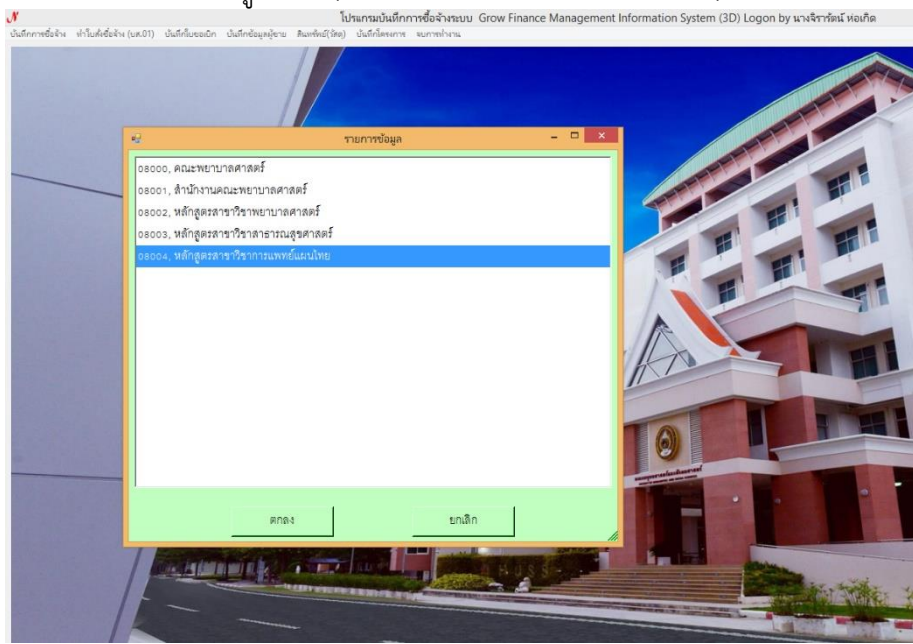 โปรแกรมบันทึกการซื้อจ้างระบบ Grow Finance Management Information System (3D) Logon by นางจิรารัตน์ ห่อเกิด
บันทึกการซื้อจ้าง ทำใบสั่งซื้อจ้าง (บส.01) บันทึกใบขอเบิก บันทึกข้อมูลผู้ขาย สินทรัพย์(วัสดุ) บันทึกโครงการ จบการทำงาน
รายการข้อมูล
08000, คณะพยาบาลศาสตร์
08001, สำนักงานคณะพยาบาลศาสตร์
08002, หลักสูตรสาขาวิชาพยาบาลศาสตร์
08003, หลักสูตรสาขาวิชาสาธารณสุขศาสตร์
08004, หลักสูตรสาขาวิชาการแพทย์แผนไทย
ตกลง ยกเลิก
HUSS